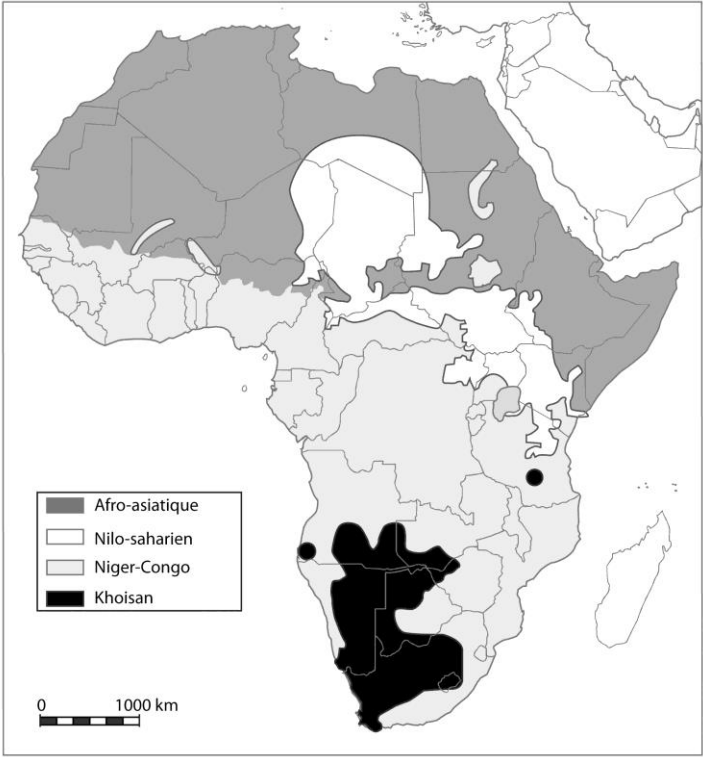 Afro-asiatique
Nilo-saharien
Niger-Congo
Khoisan
0 1000 km